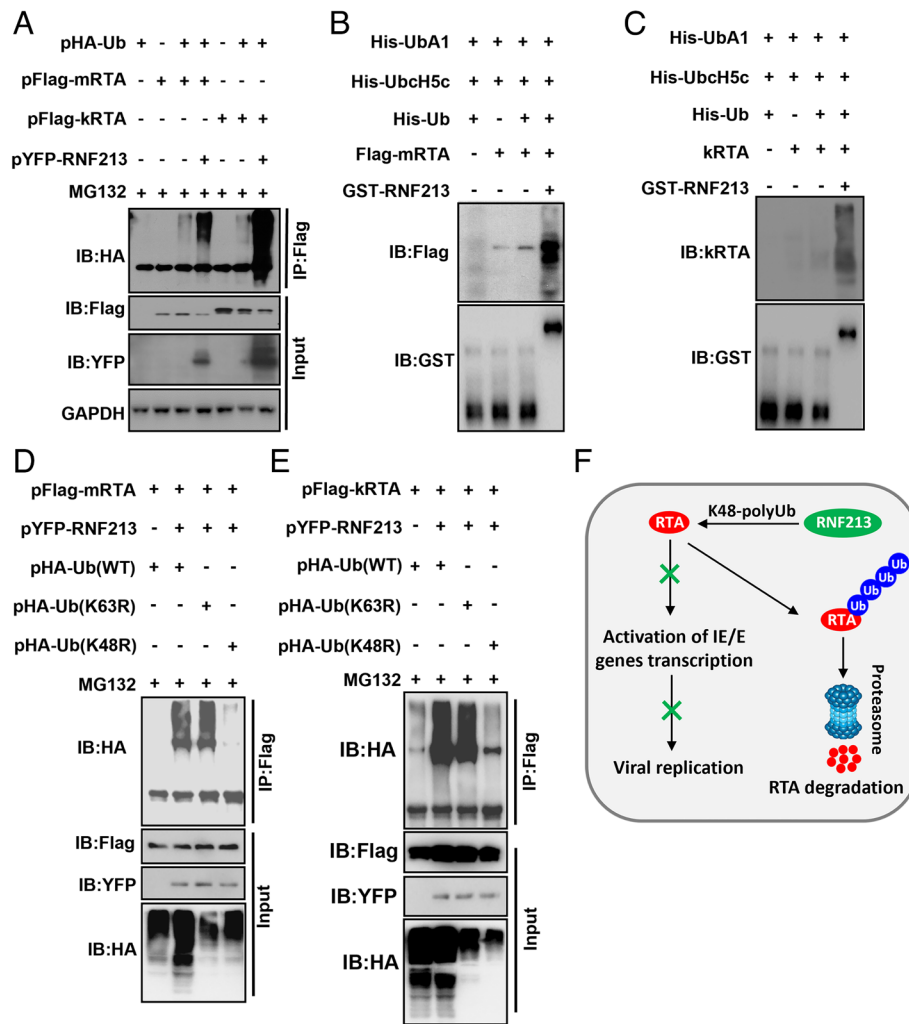 A
pHA-Ub + - + + - + +
pFlag-mRTA - + + + - - -
pFlag-kRTA - - - - + + +
pYFP-RNF213 - - - + - - +
MG132 + + + + + + +
IB:HA
IP:Flag
IB:Flag
IB:YFP
GAPDH
Input
B
His-UbA1 + + + +
His-UbcH5c + + + +
His-Ub + - + +
Flag-mRTA - + + +
GST-RNF213 - - - +
IB:Flag
IB:GST
C
His-UbA1 + + + +
His-UbcH5c + + + +
His-Ub + - + +
kRTA - + + +
GST-RNF213 - - - +
IB:kRTA
IB:GST
D
pFlag-mRTA + + + +
pYFP-RNF213 - + + +
pHA-Ub(WT) + + - -
pHA-Ub(K63R) - - + -
pHA-Ub(K48R) - - - +
MG132 + + + +
IB:HA
IP:Flag
IB:Flag
IB:YFP
IB:HA
Input
E
pFlag-kRTA + + + +
pYFP-RNF213 - + + +
pHA-Ub(WT) + + - -
pHA-Ub(K63R) - - + -
pHA-Ub(K48R) - - - +
MG132 + + + +
IB:HA
IP:Flag
IB:Flag
IB:YFP
IB:HA
Input
F
RTA
K48-polyUb
RNF213
Ub
Ub
Ub
Ub
RTA
Activation of IE/E
genes transcription
Proteasome
Viral replication
RTA degradation